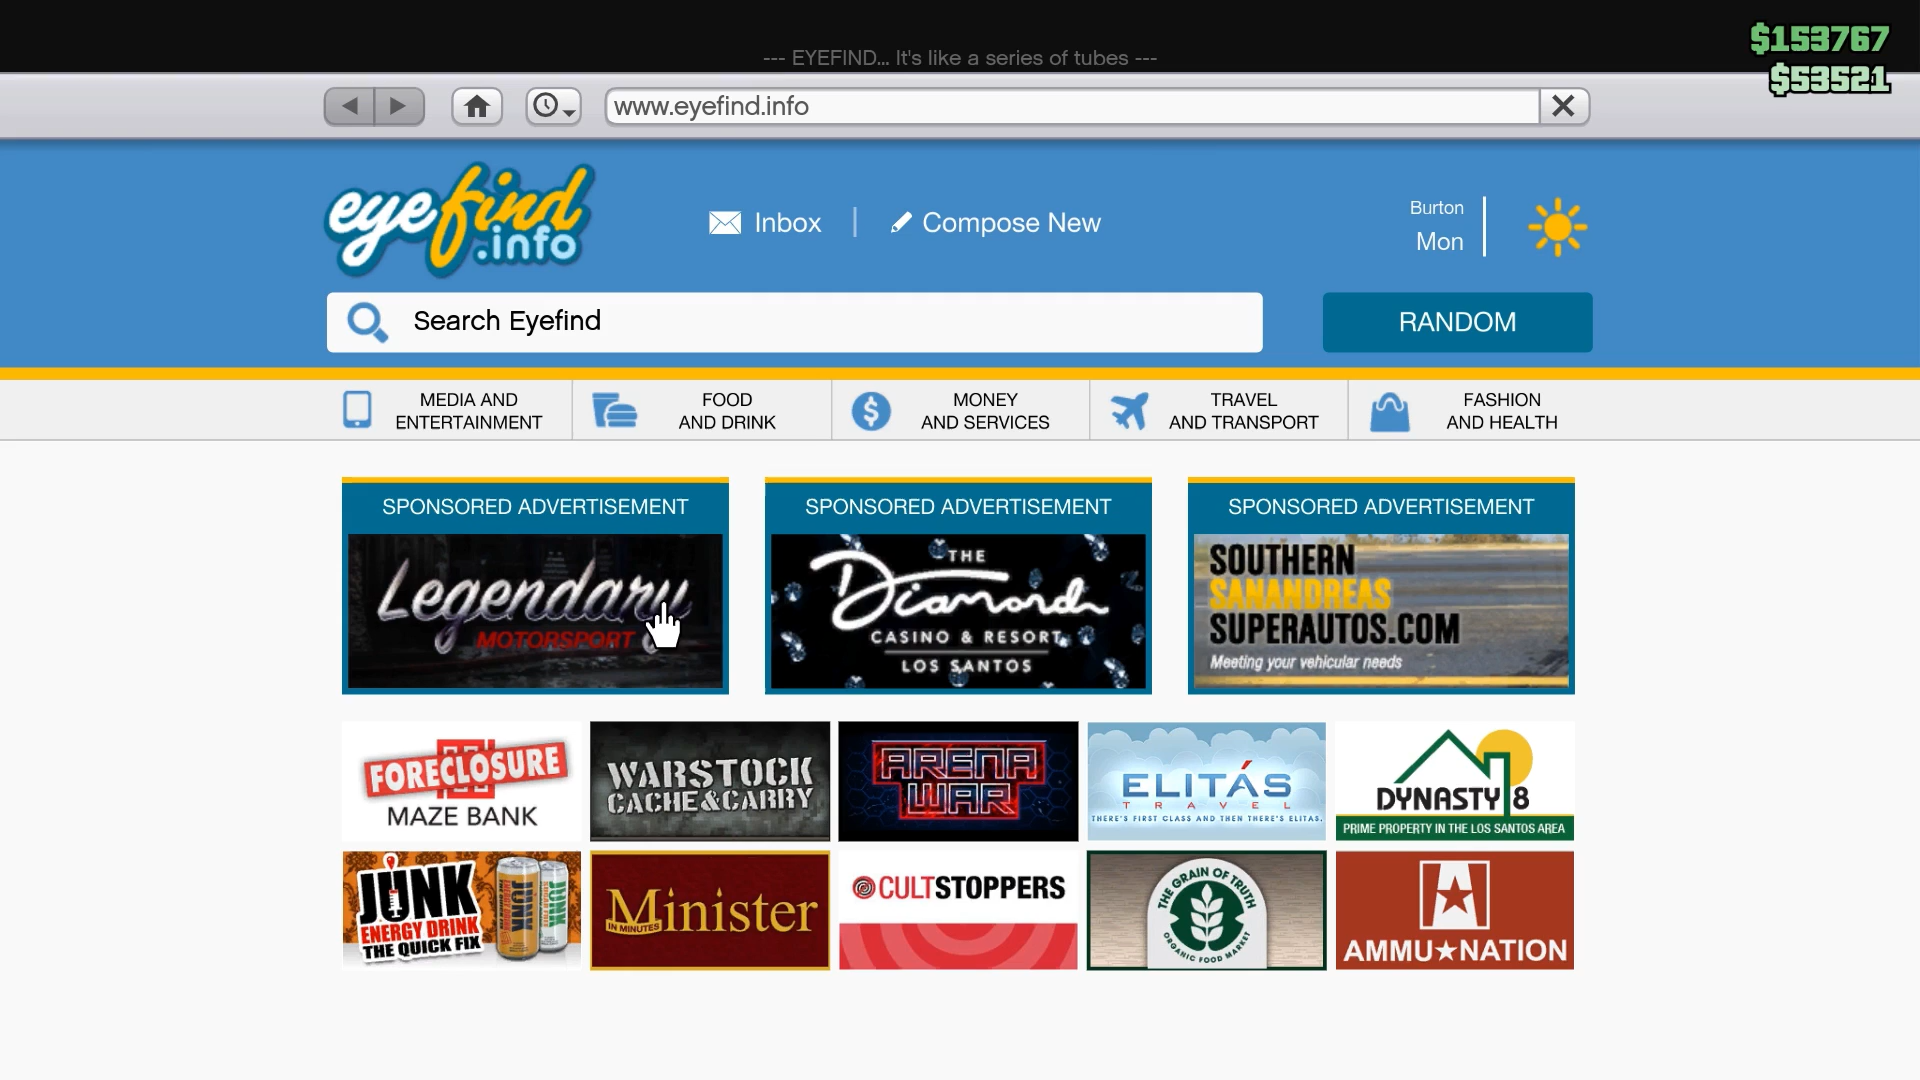 $153767
--- EYEFIND... It's like a series of tubes ---
$53521
www.eyefind.info
eyefind
.info
Inbox
Compose New
Burton
Mon
Search Eyefind
RANDOM
MEDIA AND
ENTERTAINMENT
FOOD
AND DRINK
MONEY
AND SERVICES
TRAVEL
AND TRANSPORT
FASHION
AND HEALTH
SPONSORED ADVERTISEMENT
Legendary
MOTORSPORT
SPONSORED ADVERTISEMENT
THE
Diamond
CASINO & RESORT
LOS SANTOS
SPONSORED ADVERTISEMENT
SOUTHERN
SANANDREAS
SUPERAUTOS.COM
Meeting your vehicular needs
FORECLOSURE
MAZE BANK
WARSTOCK
CACHE&CARRY
ARENA
WAR
ELITÁS
TRAVEL
THERE'S FIRST CLASS AND THEN THERE'S ELITAS.
DYNASTY 8
PRIME PROPERTY IN THE LOS SANTOS AREA
JUNK
ENERGY DRINK
THE QUICK FIX
JUNK
JUNK
Minister
IN MINUTES
CULTSTOPPERS
THE GRAIN OF TRUTH
ORGANIC FOOD MARKET
AMMU★NATION